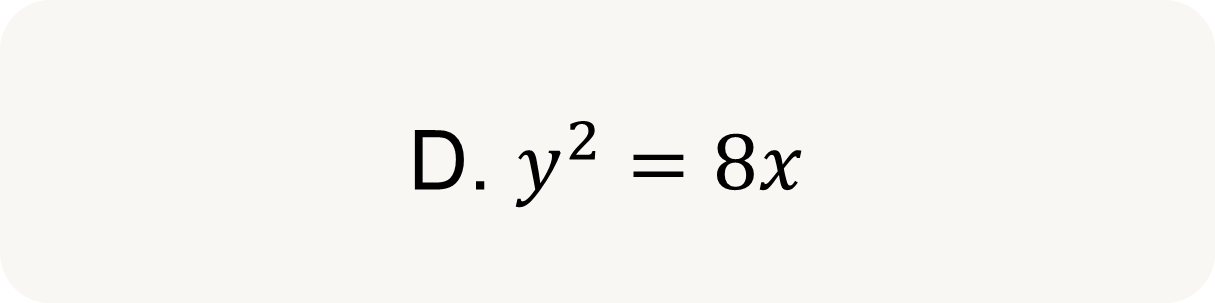 D. y² = 8x